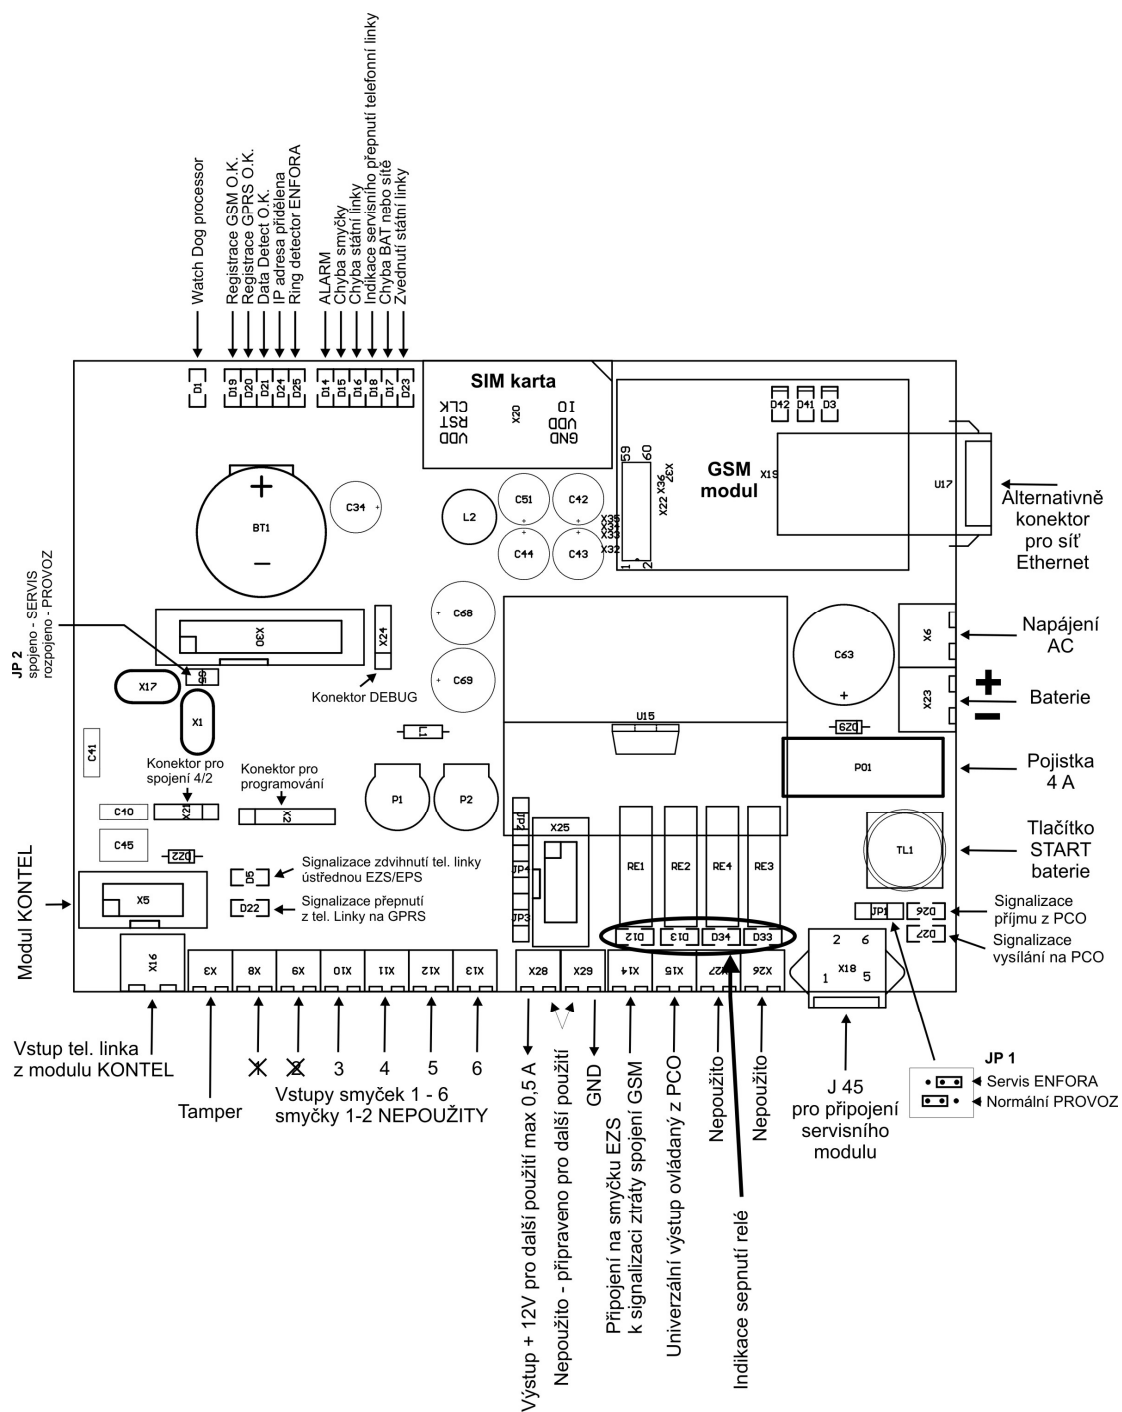 Watch Dog processor
Registrace GSM O.K.
Registrace GPRS O.K.
Data Detect O.K.
IP adresa přidělena
Ring detector ENFORA
ALARM
Chyba smyčky
Chyba státní linky
Indikace servisního přepnutí telefonní linky
Chyba BAT nebo sítě
Zvednutí státní linky
D1
D19
D20
D21
D24
D25
D14
D15
D16
D18
D17
D23
SIM karta
CLK
RST
VDD
X20
IO
VDD
GND
D42
D41
D3
59
60
X36
X37
X22
1
2
GSM
modul
X19
U17
Alternativně
konektor
pro síť
Ethernet
BT1
C34
L2
C51
C42
C44
C43
X35
X33
X32
JP 2
spojeno - SERVIS
rozpojeno - PROVOZ
X30
X24
Konektor DEBUG
C68
C69
C63
X6
Napájení
AC
X23
Baterie
X17
X1
C41
L1
U15
D29
P01
Pojistka
4 A
Konektor pro
spojení 4/2
Konektor pro
programování
X21
X2
C40
C45
P1
P2
JP2
JP4
JP3
X25
RE1
RE2
RE4
RE3
TL1
Tlačítko
START
baterie
Modul KONTEL
X5
D5
Signalizace zdvihnutí tel. linky
ústřednou EZS/EPS
D22
Signalizace přepnutí
z tel. Linky na GPRS
D12
D13
D34
D33
JP1
D26
D27
Signalizace
příjmu z PCO
Signalizace
vysílání na PCO
X16
X3
X8
X9
X10
X11
X12
X13
X28
X29
X14
X15
X27
X26
2 6
X18
1 5
Vstup tel. linka
z modulu KONTEL
Tamper
1 2 3 4 5 6
Vstupy smyček 1 - 6
smyčky 1-2 NEPOUŽITY
Výstup + 12V pro další použití max 0,5 A
Nepoužito - připraveno pro další použití
GND
Připojení na smyčku EZS
k signalizaci ztráty spojení GSM
Univerzální výstup ovládaný z PCO
Nepoužito
Nepoužito
Indikace sepnutí relé
J 45
pro připojení
servisního
modulu
JP 1
Servis ENFORA
Normální PROVOZ